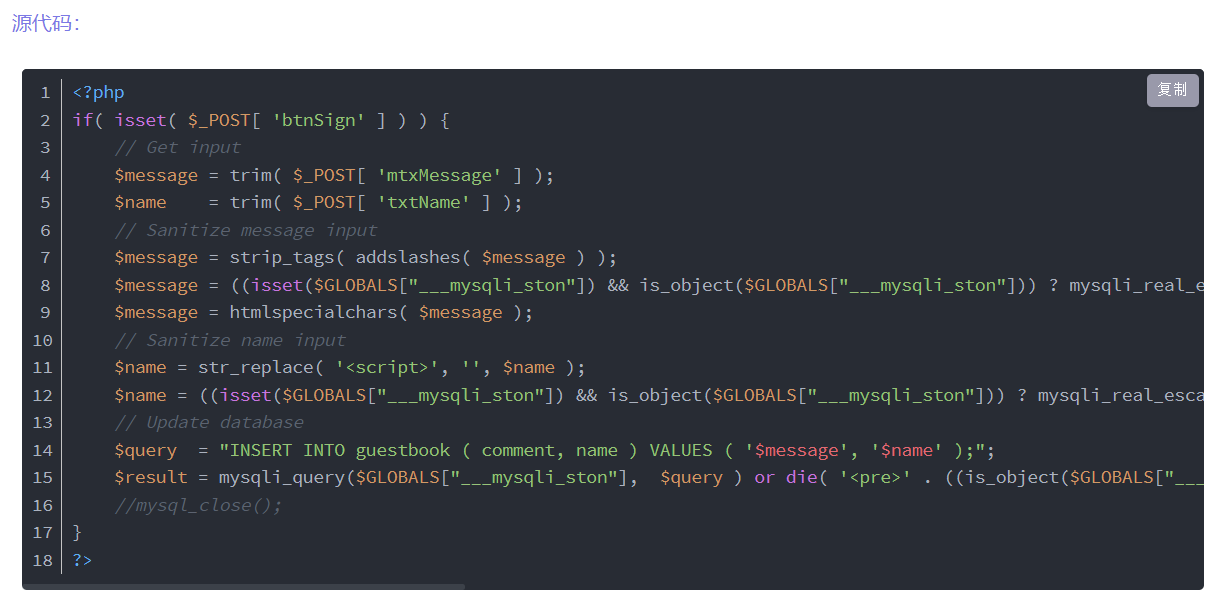 源代码：
复制
1 <?php
2 if( isset( $_POST[ 'btnSign' ] ) ) {
3     // Get input
4     $message = trim( $_POST[ 'mtxMessage' ] );
5     $name    = trim( $_POST[ 'txtName' ] );
6     // Sanitize message input
7     $message = strip_tags( addslashes( $message ) );
8     $message = ((isset($GLOBALS["___mysqli_ston"]) && is_object($GLOBALS["___mysqli_ston"])) ? mysqli_real_e
9     $message = htmlspecialchars( $message );
10     // Sanitize name input
11     $name = str_replace( '<script>', '', $name );
12     $name = ((isset($GLOBALS["___mysqli_ston"]) && is_object($GLOBALS["___mysqli_ston"])) ? mysqli_real_esca
13     // Update database
14     $query  = "INSERT INTO guestbook ( comment, name ) VALUES ( '$message', '$name' );";
15     $result = mysqli_query($GLOBALS["___mysqli_ston"],  $query ) or die( '<pre>' . ((is_object($GLOBALS["___
16     //mysql_close();
17 }
18 ?>